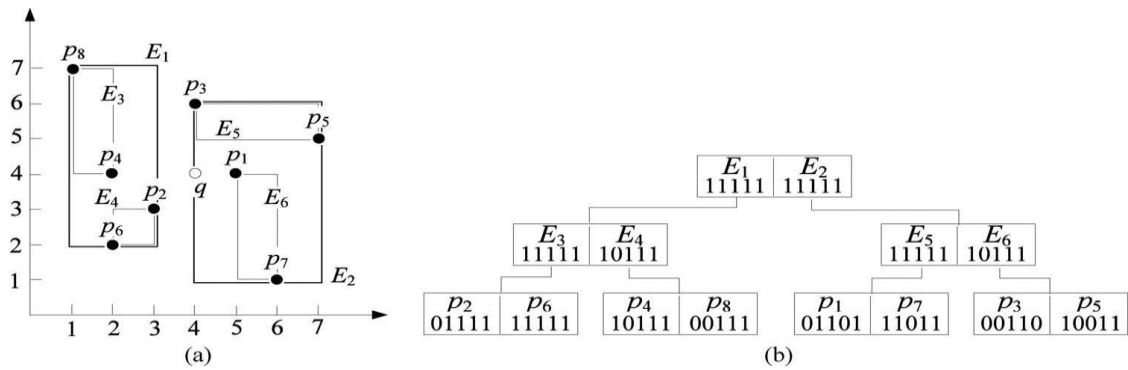 p8 E1
7
E3
p3
6
p5
5
E5
p4 p1
4
q
E4 p2
E6
3
p6
2
p7
1
E2
1 2 3 4 5 6 7
(a)
E1 E2
11111 11111
E3 E4
11111 10111
E5 E6
11111 10111
p2 p6
01111 11111
p4 p8
10111 00111
p1 p7
01101 11011
p3 p5
00110 10011
(b)